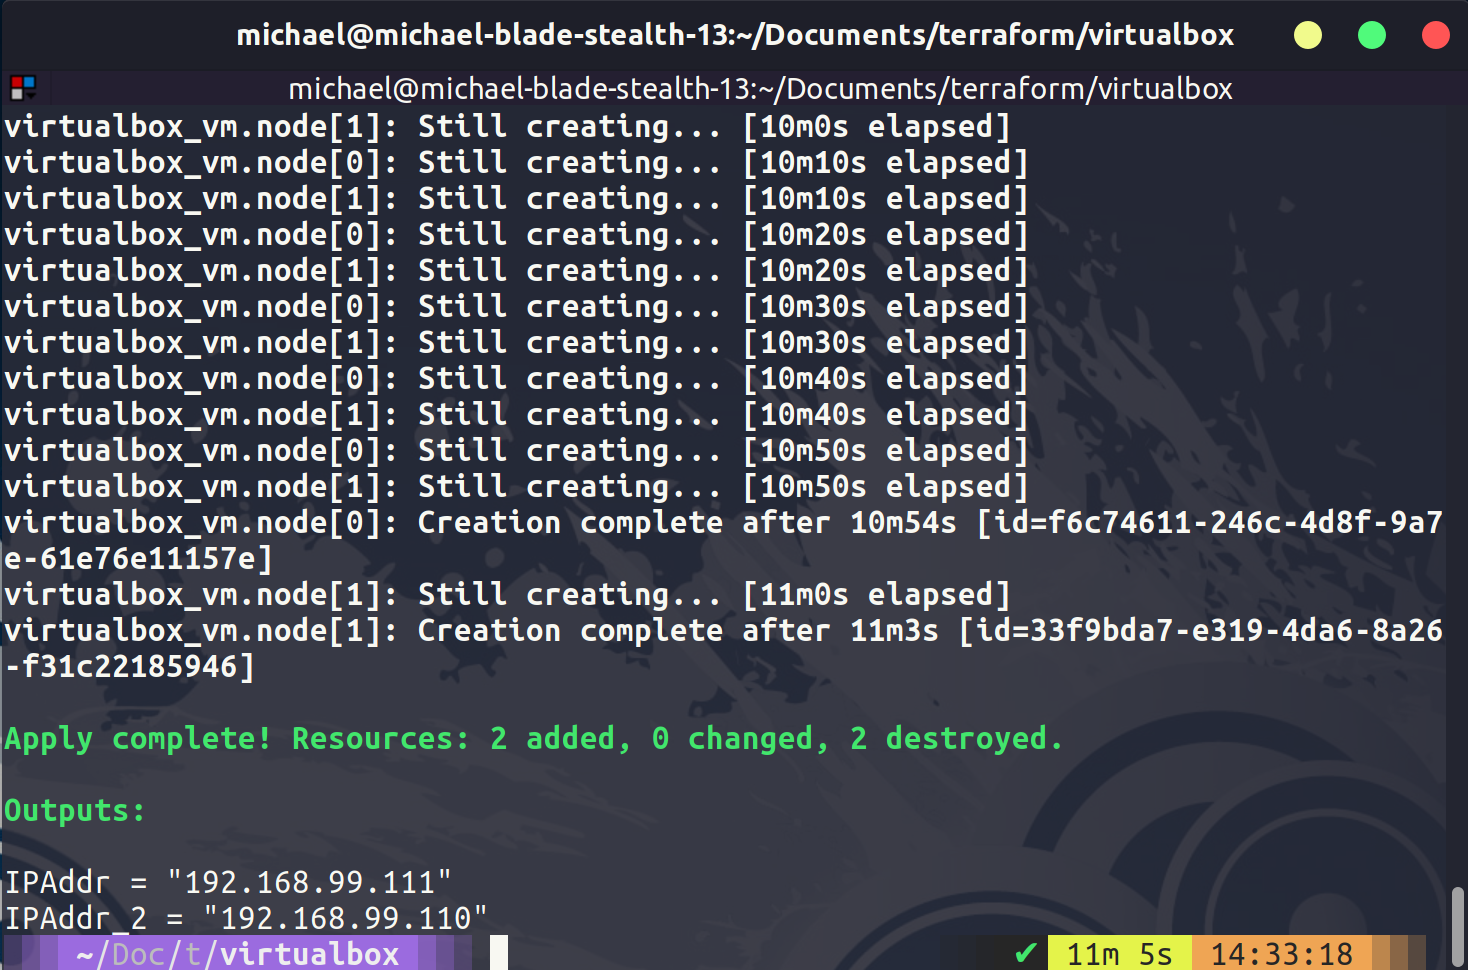 michael@michael-blade-stealth-13:~/Documents/terraform/virtualbox
michael@michael-blade-stealth-13:~/Documents/terraform/virtualbox
virtualbox_vm.node[1]: Still creating... [10m0s elapsed]
virtualbox_vm.node[0]: Still creating... [10m10s elapsed]
virtualbox_vm.node[1]: Still creating... [10m10s elapsed]
virtualbox_vm.node[0]: Still creating... [10m20s elapsed]
virtualbox_vm.node[1]: Still creating... [10m20s elapsed]
virtualbox_vm.node[0]: Still creating... [10m30s elapsed]
virtualbox_vm.node[1]: Still creating... [10m30s elapsed]
virtualbox_vm.node[0]: Still creating... [10m40s elapsed]
virtualbox_vm.node[1]: Still creating... [10m40s elapsed]
virtualbox_vm.node[0]: Still creating... [10m50s elapsed]
virtualbox_vm.node[1]: Still creating... [10m50s elapsed]
virtualbox_vm.node[0]: Creation complete after 10m54s [id=f6c74611-246c-4d8f-9a7
e-61e76e11157e]
virtualbox_vm.node[1]: Still creating... [11m0s elapsed]
virtualbox_vm.node[1]: Creation complete after 11m3s [id=33f9bda7-e319-4da6-8a26
-f31c22185946]
Apply complete! Resources: 2 added, 0 changed, 2 destroyed.
Outputs:
IPAddr = "192.168.99.111"
IPAddr_2 = "192.168.99.110"
~/Doc/t/virtualbox ✔ 11m 5s 14:33:18